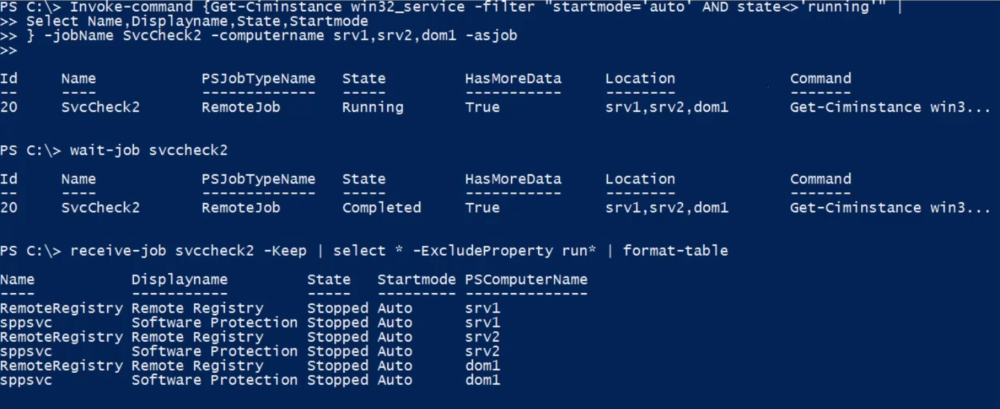 PS C:\> Invoke-command {Get-Ciminstance win32_service -filter "startmode='auto' AND state<>'running'" |
>> Select Name,Displayname,State,Startmode
>> } -jobName SvcCheck2 -computername srv1,srv2,dom1 -asjob
>>
Id     Name            PSJobTypeName   State         HasMoreData     Location             Command
--     ----            -------------   -----         -----------     --------             -------
20     SvcCheck2       RemoteJob       Running       True            srv1,srv2,dom1       Get-Ciminstance win3...
PS C:\> wait-job svccheck2
Id     Name            PSJobTypeName   State         HasMoreData     Location             Command
--     ----            -------------   -----         -----------     --------             -------
20     SvcCheck2       RemoteJob       Completed     True            srv1,srv2,dom1       Get-Ciminstance win3...
PS C:\> receive-job svccheck2 -Keep | select * -ExcludeProperty run* | format-table
Name           Displayname         State   Startmode PSComputerName
----           -----------         -----   --------- --------------
RemoteRegistry Remote Registry     Stopped Auto      srv1
sppsvc         Software Protection Stopped Auto      srv1
RemoteRegistry Remote Registry     Stopped Auto      srv2
sppsvc         Software Protection Stopped Auto      srv2
RemoteRegistry Remote Registry     Stopped Auto      dom1
sppsvc         Software Protection Stopped Auto      dom1